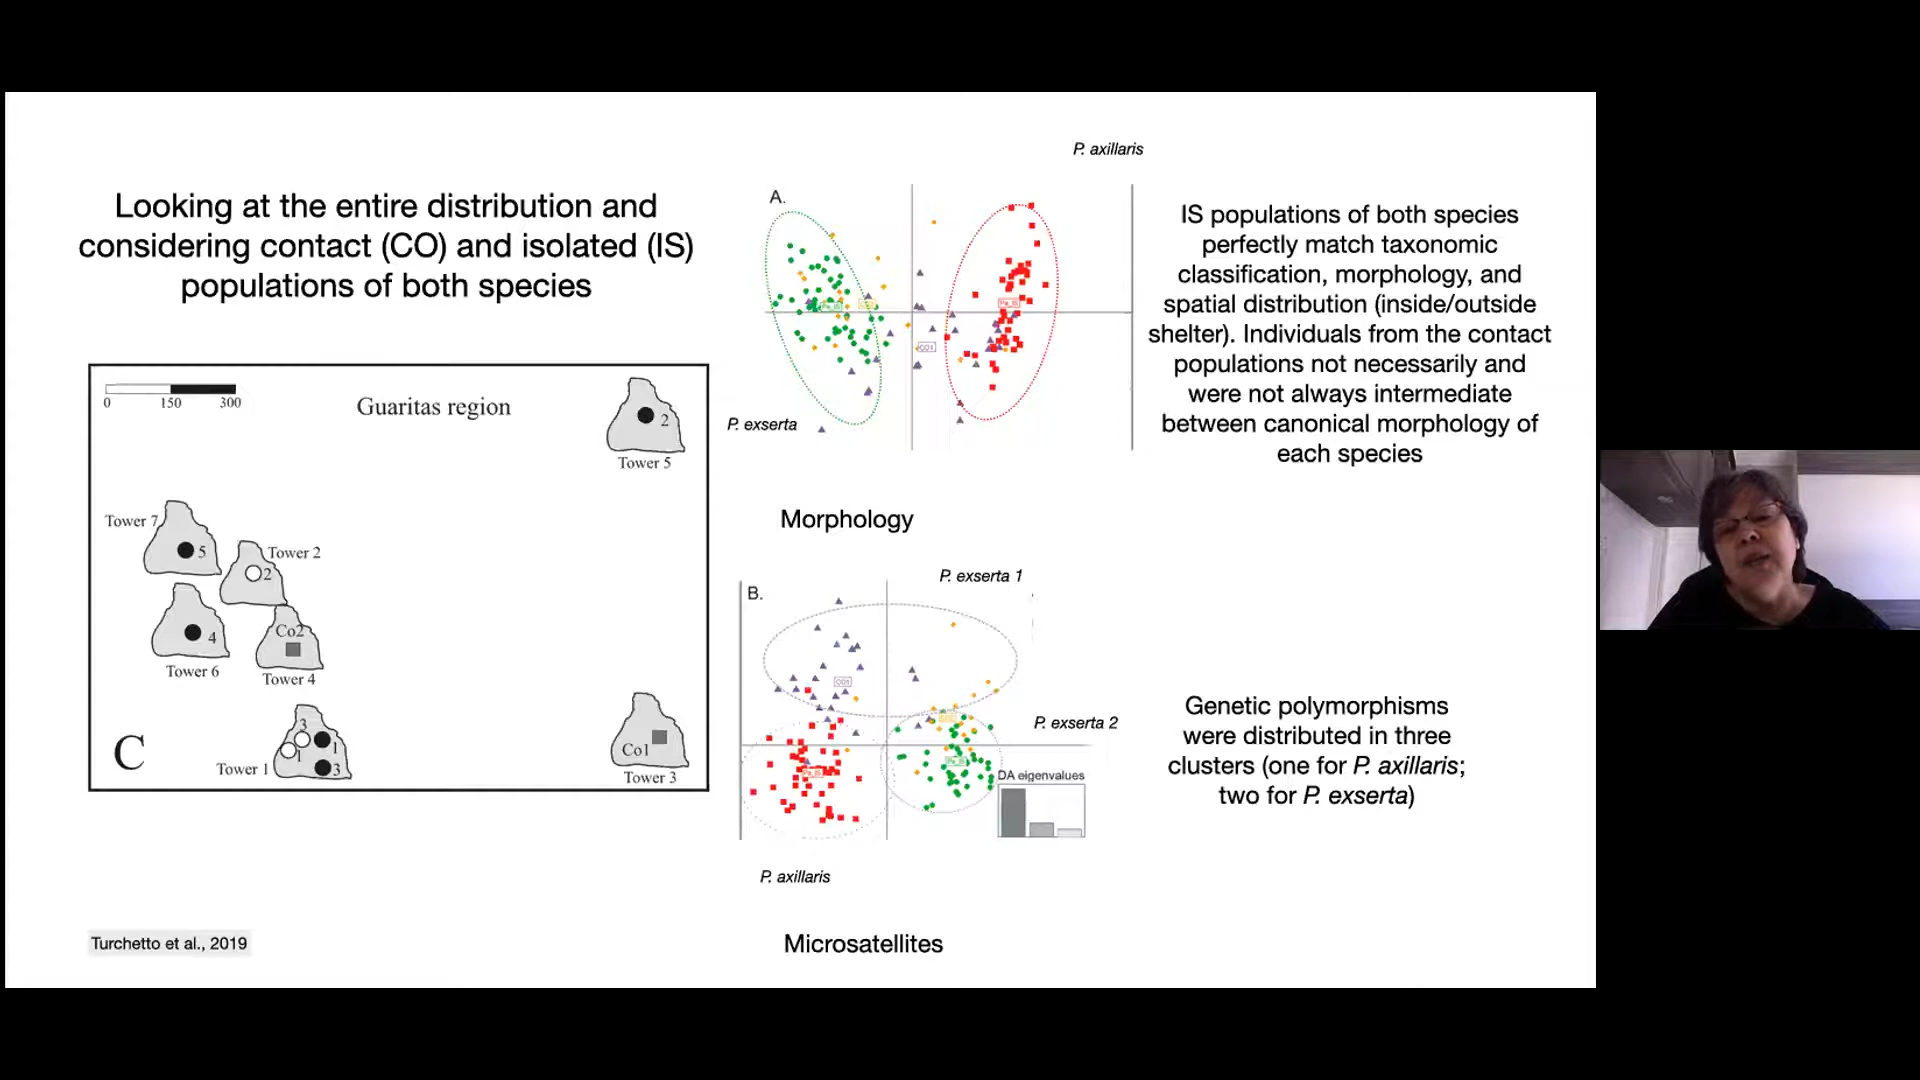 Looking at the entire distribution and
considering contact (CO) and isolated (IS)
populations of both species
0 150 300
Guaritas region
2
Tower 5
Tower 7
5
Tower 2
2
4
Tower 6
Co2
Tower 4
C
3
1
1
3
Tower 1
Co1
Tower 3
Turchetto et al., 2019
P. axillaris
A.
CO1
P. exserta
Morphology
P. exserta 1
B.
CO1
P. exserta 2
DA eigenvalues
P. axillaris
Microsatellites
IS populations of both species
perfectly match taxonomic
classification, morphology, and
spatial distribution (inside/outside
shelter). Individuals from the contact
populations not necessarily and
were not always intermediate
between canonical morphology of
each species
Genetic polymorphisms
were distributed in three
clusters (one for P. axillaris;
two for P. exserta)